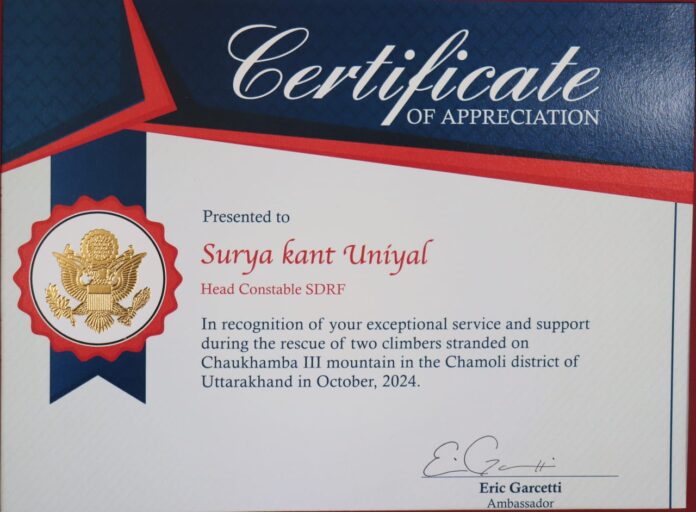 Certificate
OF APPRECIATION
Presented to
Surya kant Uniyal
Head Constable SDRF
In recognition of your exceptional service and support
during the rescue of two climbers stranded on
Chaukhamba III mountain in the Chamoli district of
Uttarakhand in October, 2024.
Eric Garcetti
Ambassador